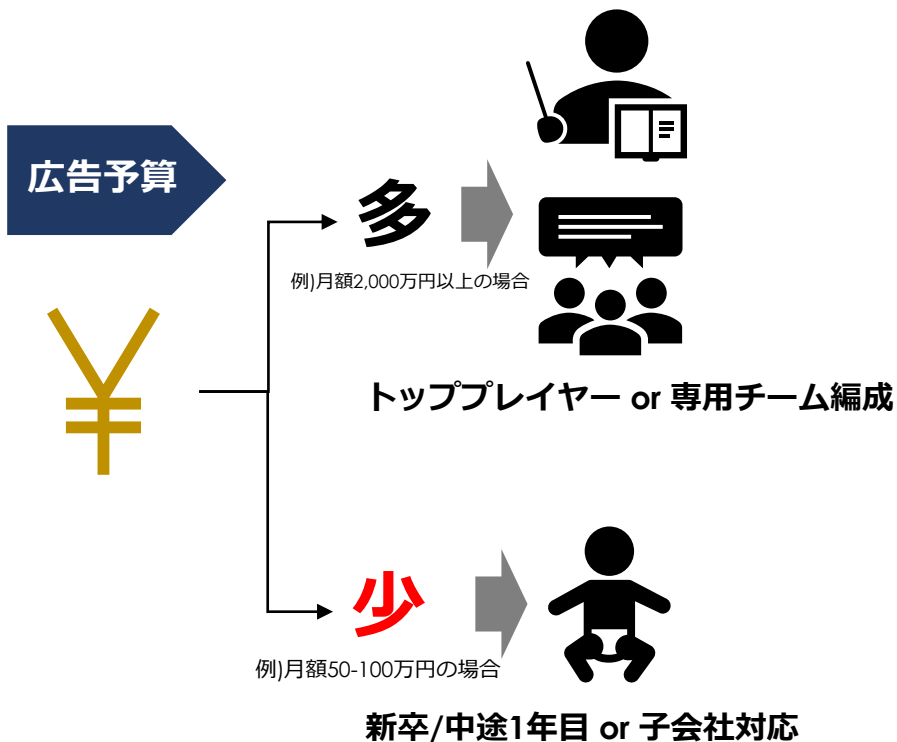 広告予算
多
例)月額2,000万円以上の場合
¥
トッププレイヤー or 専用チーム編成
少
例)月額50-100万円の場合
新卒/中途1年目 or 子会社対応